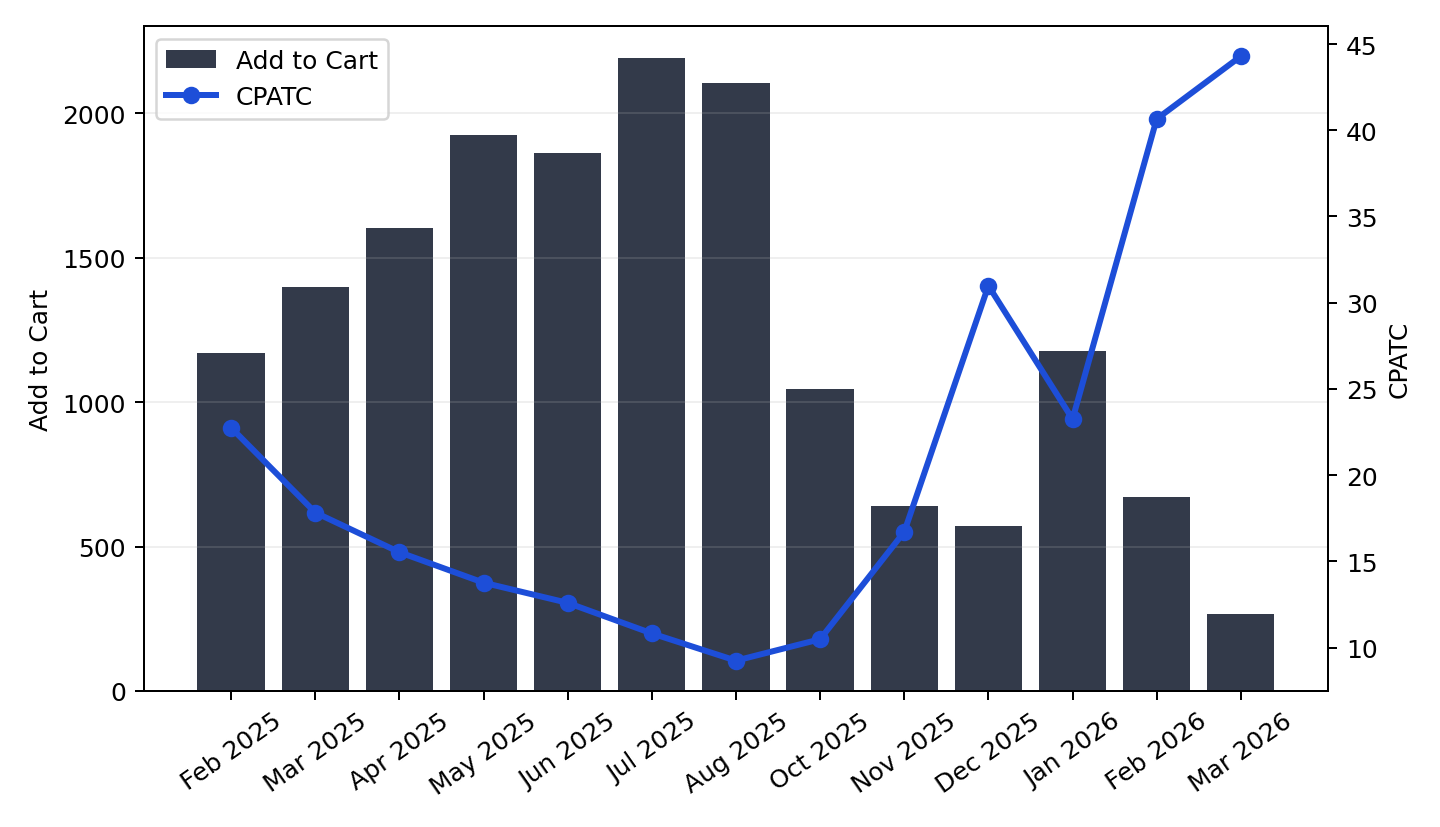 Add to Cart
CPATC
2000
1500
1000
500
0
Add to Cart
45
40
35
30
25
20
15
10
CPATC
Feb 2025
Mar 2025
Apr 2025
May 2025
Jun 2025
Jul 2025
Aug 2025
Oct 2025
Nov 2025
Dec 2025
Jan 2026
Feb 2026
Mar 2026